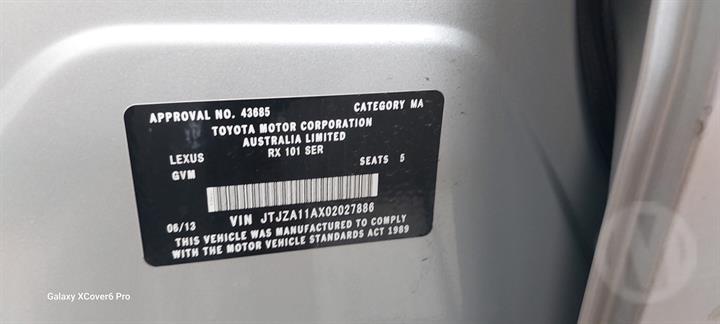 APPROVAL NO. 43685 CATEGORY MA
TOYOTA MOTOR CORPORATION
AUSTRALIA LIMITED
LEXUS RX 101 SER
GVM SEATS 5
VIN JTJZA11AX02027886
06/13
THIS VEHICLE WAS MANUFACTURED TO COMPLY
WITH THE MOTOR VEHICLE STANDARDS ACT 1989
Galaxy XCover6 Pro